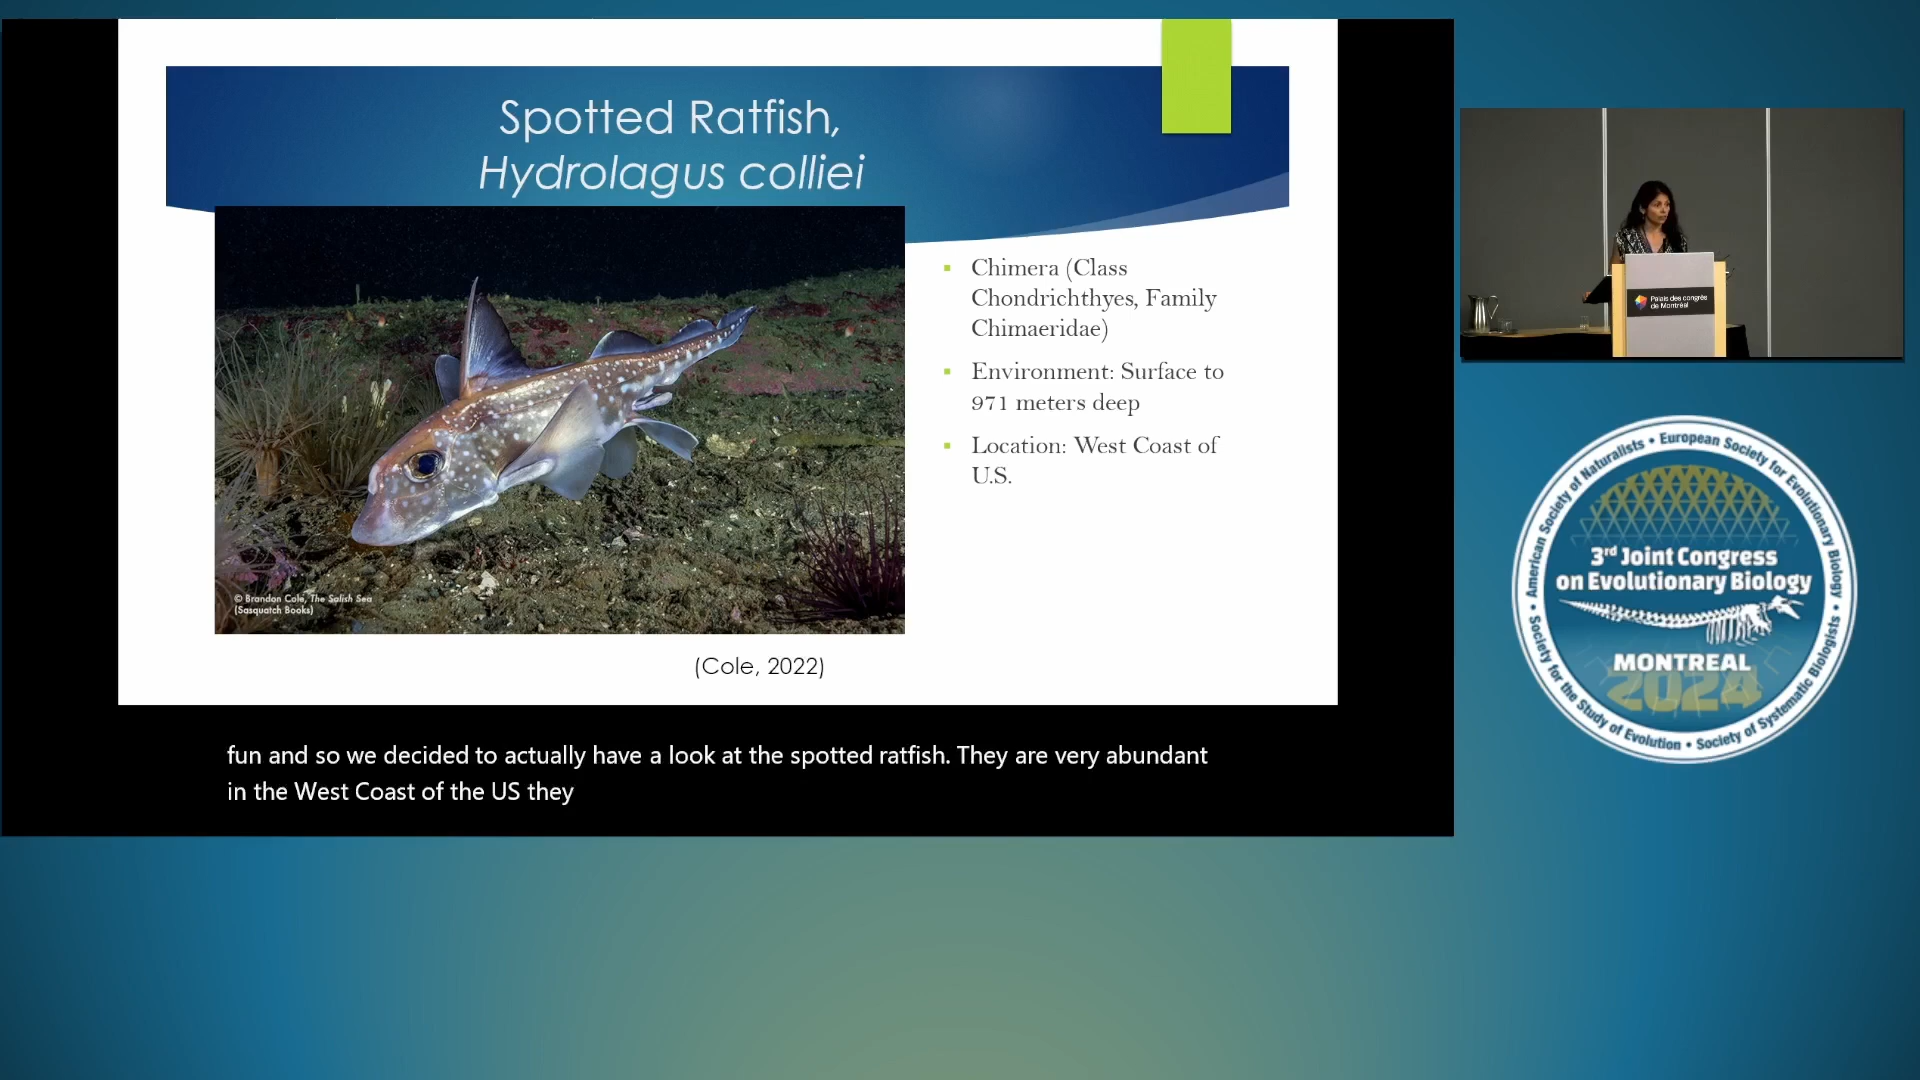 Spotted Ratfish,
Hydrolagus colliei
Chimera (Class
Chondrichthyes, Family
Chimaeridae)
Environment: Surface to
971 meters deep
Location: West Coast of
U.S.
© Brandon Cole, The Salish Sea
(Sasquatch Books)
(Cole, 2022)
fun and so we decided to actually have a look at the spotted ratfish. They are very abundant
in the West Coast of the US they
Palais des congrès
de Montréal
American Society of Naturalists • European Society for Evolutionary Biology • Society of Systematic Biologists • Society for the Study of Evolution •
3rd Joint Congress
on Evolutionary Biology
MONTREAL
2024